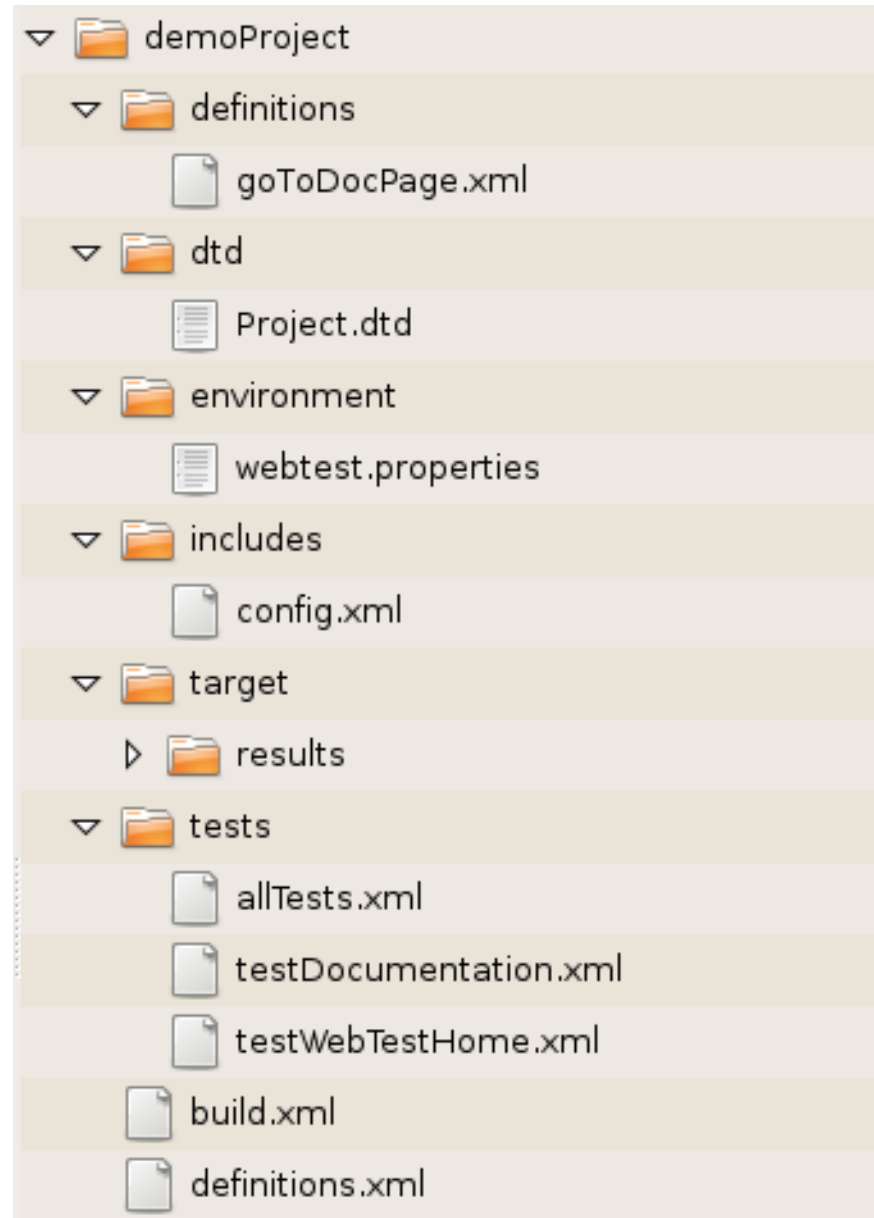 demoProject
definitions
goToDocPage.xml
dtd
Project.dtd
environment
webtest.properties
includes
config.xml
target
results
tests
allTests.xml
testDocumentation.xml
testWebTestHome.xml
build.xml
definitions.xml